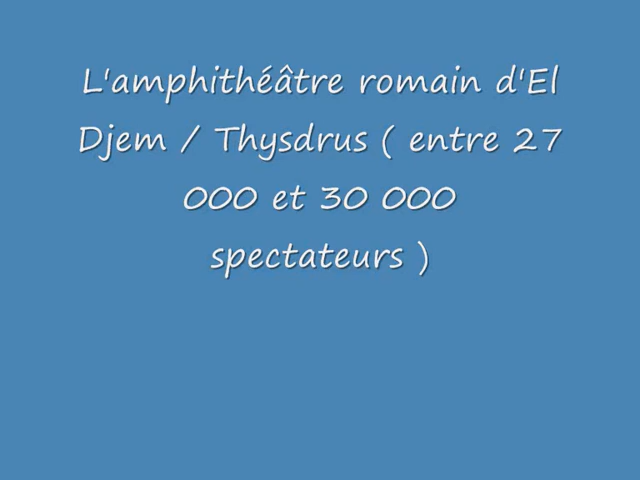 L'amphithéâtre romain d'El
Djem / Thysdrus ( entre 27
000 et 30 000
spectateurs )